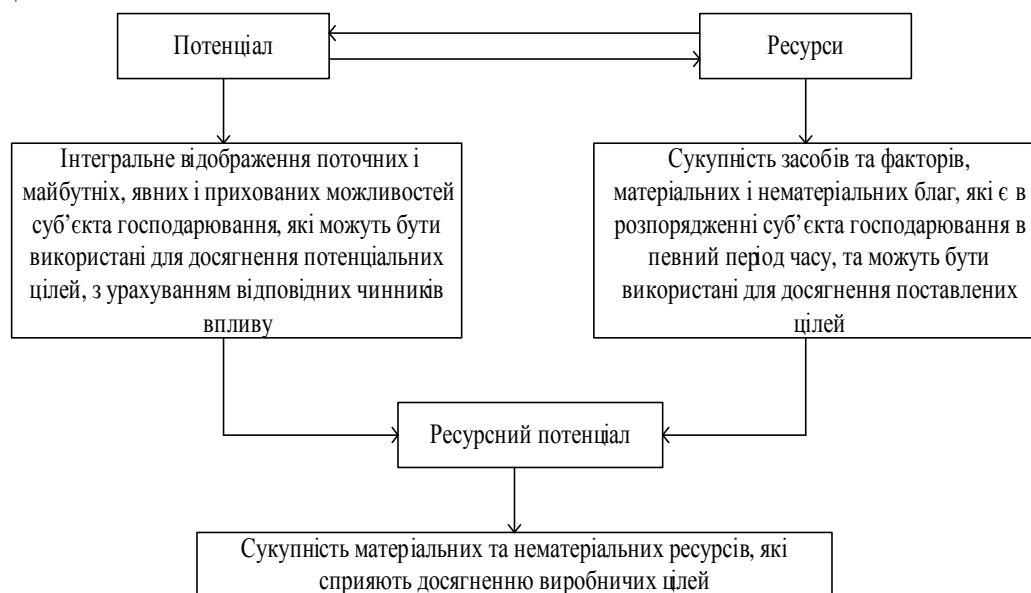 Потенціал
Ресурси
Інтегральне відображення поточних і
майбутніх, явних і прихованих можливостей
суб’єкта господарювання, які можуть бути
використані для досягнення потенціальних
цілей, з урахуванням відповідних чинників
впливу
Сукупність засобів та факторів,
матеріальних і нематеріальних благ, які є в
розпорядженні суб’єкта господарювання в
певний період часу, та можуть бути
використані для досягнення поставлених
цілей
Ресурсний потенціал
Сукупність матеріальних та нематеріальних ресурсів, які
сприяють досягненню виробничих цілей